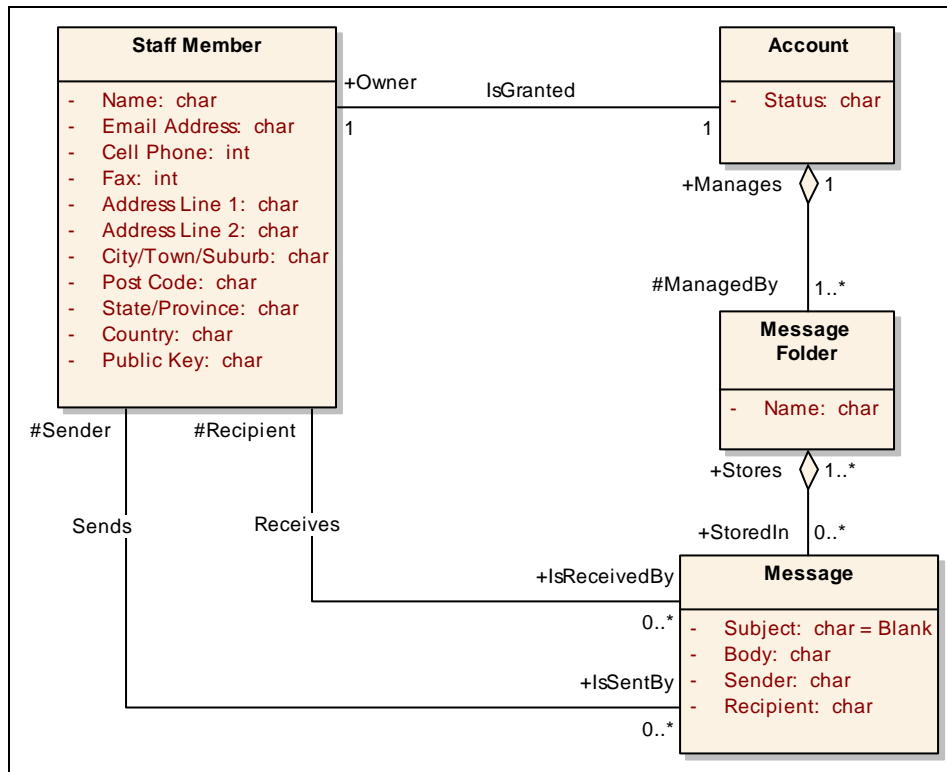 Staff Member
- Name: char
- Email Address: char
- Cell Phone: int
- Fax: int
- Address Line 1: char
- Address Line 2: char
- City/Town/Suburb: char
- Post Code: char
- State/Province: char
- Country: char
- Public Key: char
+Owner
1
IsGranted
1
Account
- Status: char
+Manages
1
#ManagedBy
1..*
Message
Folder
- Name: char
+Stores
1..*
+StoredIn
0..*
#Sender
#Recipient
Sends
Receives
+IsReceivedBy
0..*
+IsSentBy
0..*
Message
- Subject: char = Blank
- Body: char
- Sender: char
- Recipient: char